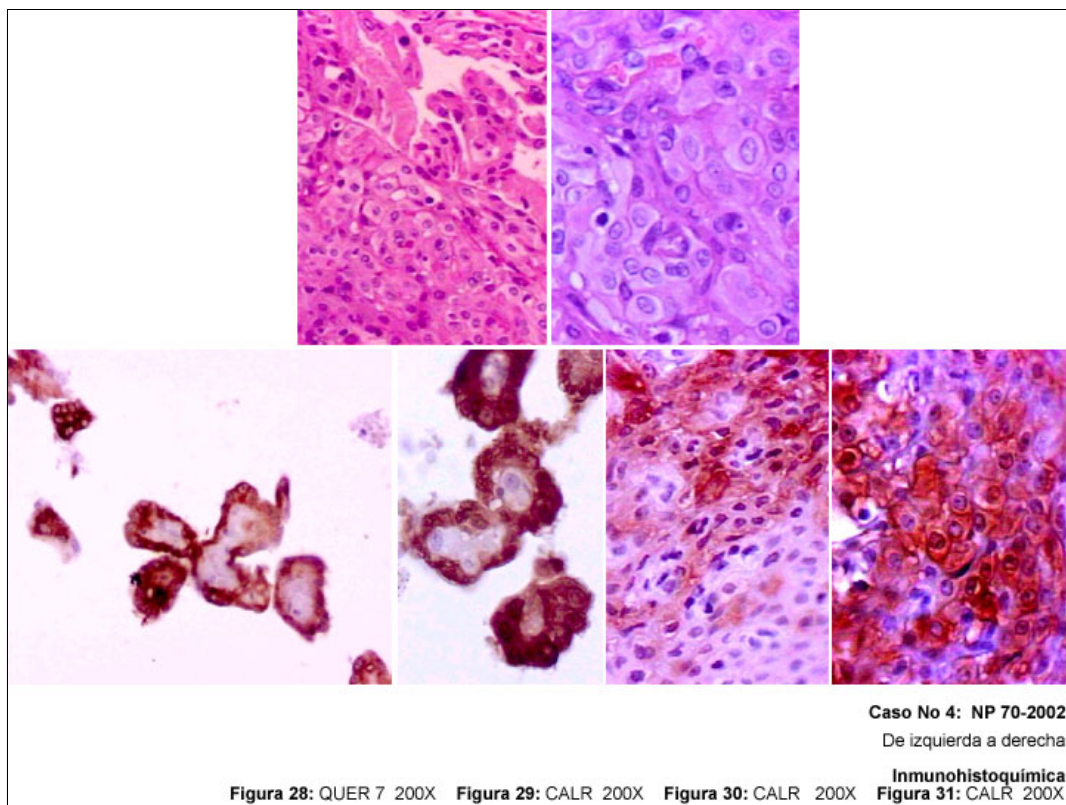 Caso No 4: NP 70-2002
De izquierda a derecha
Inmunohistoquímica
Figura 28: QUER 7 200X Figura 29: CALR 200X Figura 30: CALR 200X Figura 31: CALR 200X